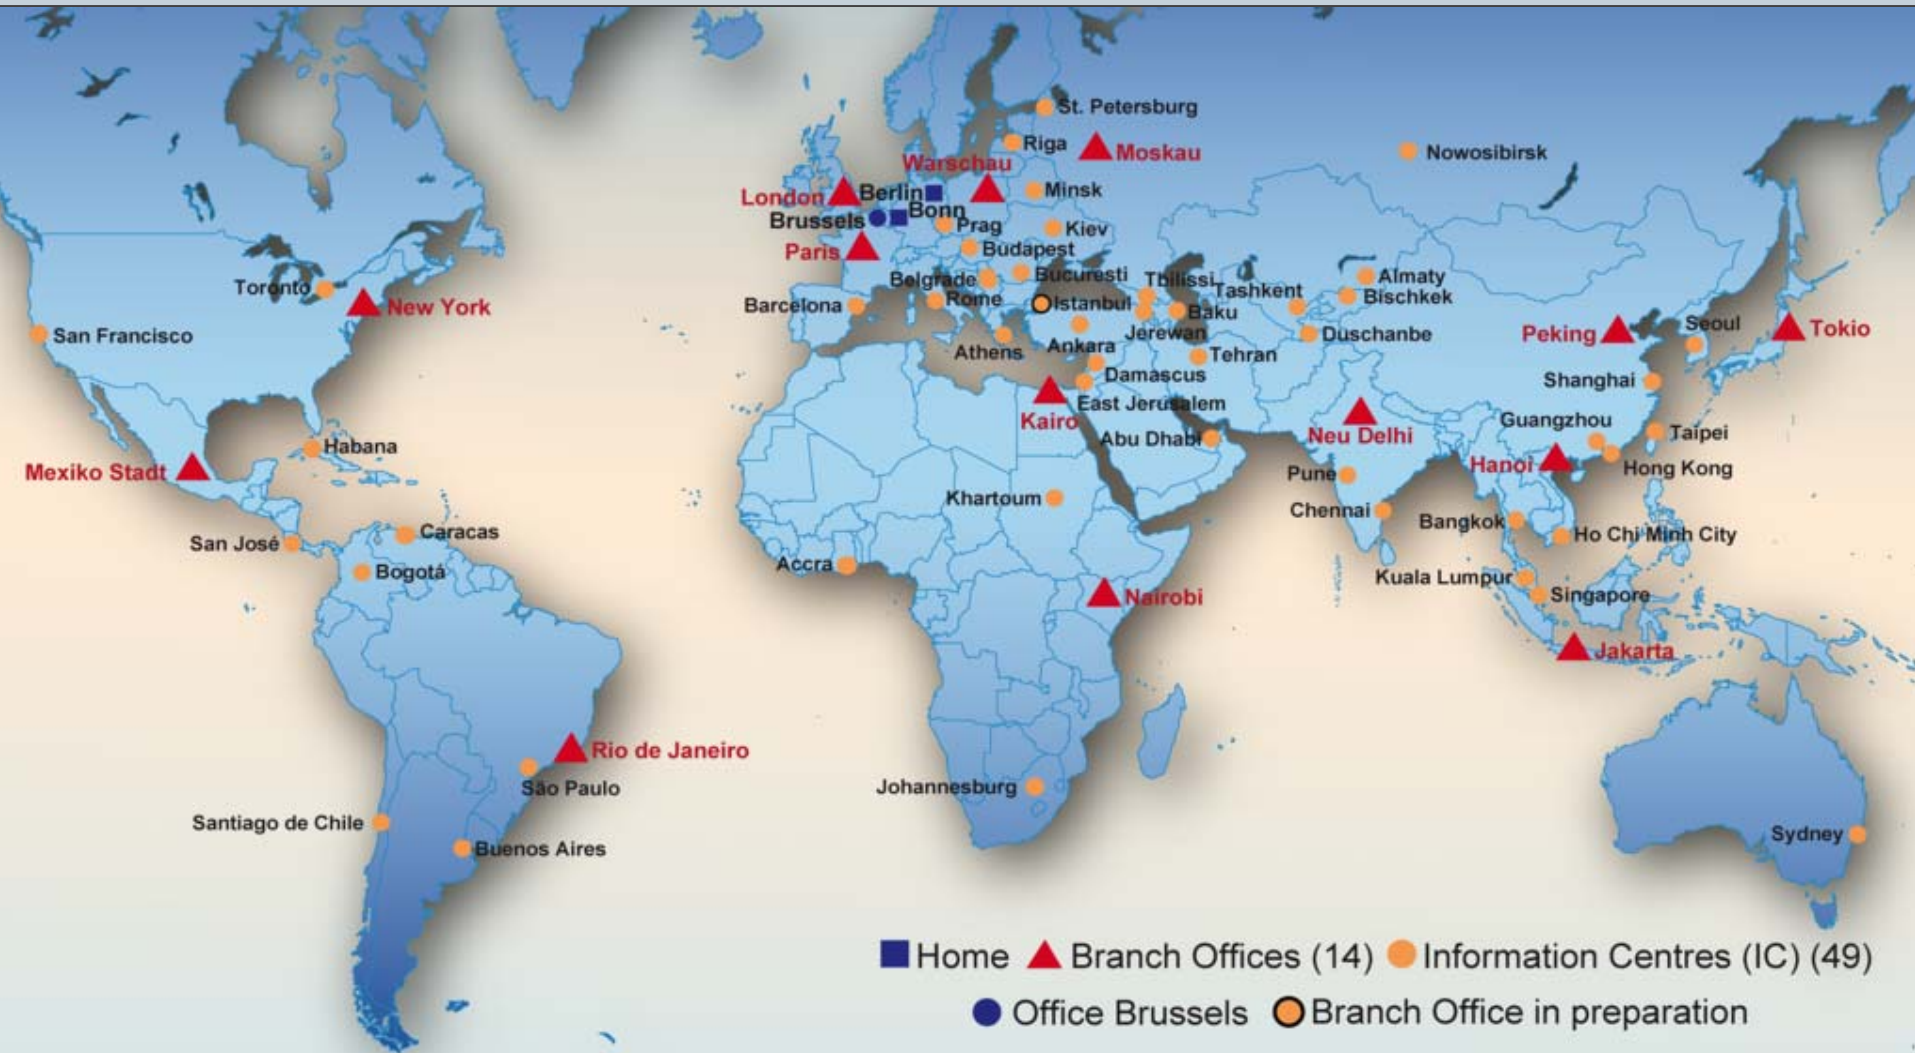 St. Petersburg
Riga
Moskau
Nowosibirsk
Warschau
London
Berlin
Minsk
Brussels
Bonn
Prag
Kiev
Paris
Budapest
Belgrade
Bucuresti
Tbilissi
Tashkent
Almaty
Bischkek
Toronto
New York
Barcelona
Rome
Istanbul
Baku
Jerewan
San Francisco
Athens
Ankara
Tehran
Duschanbe
Peking
Seoul
Tokio
Damascus
Shanghai
East Jerusalem
Kairo
Abu Dhabi
Neu Delhi
Guangzhou
Taipei
Habana
Mexiko Stadt
Hanoi
Hong Kong
Pune
Khartoum
Chennai
Bangkok
Ho Chi Minh City
San José
Caracas
Bogotá
Accra
Kuala Lumpur
Singapore
Nairobi
Jakarta
Rio de Janeiro
São Paulo
Johannesburg
Santiago de Chile
Buenos Aires
Sydney
Home Branch Offices (14) Information Centres (IC) (49)
Office Brussels Branch Office in preparation